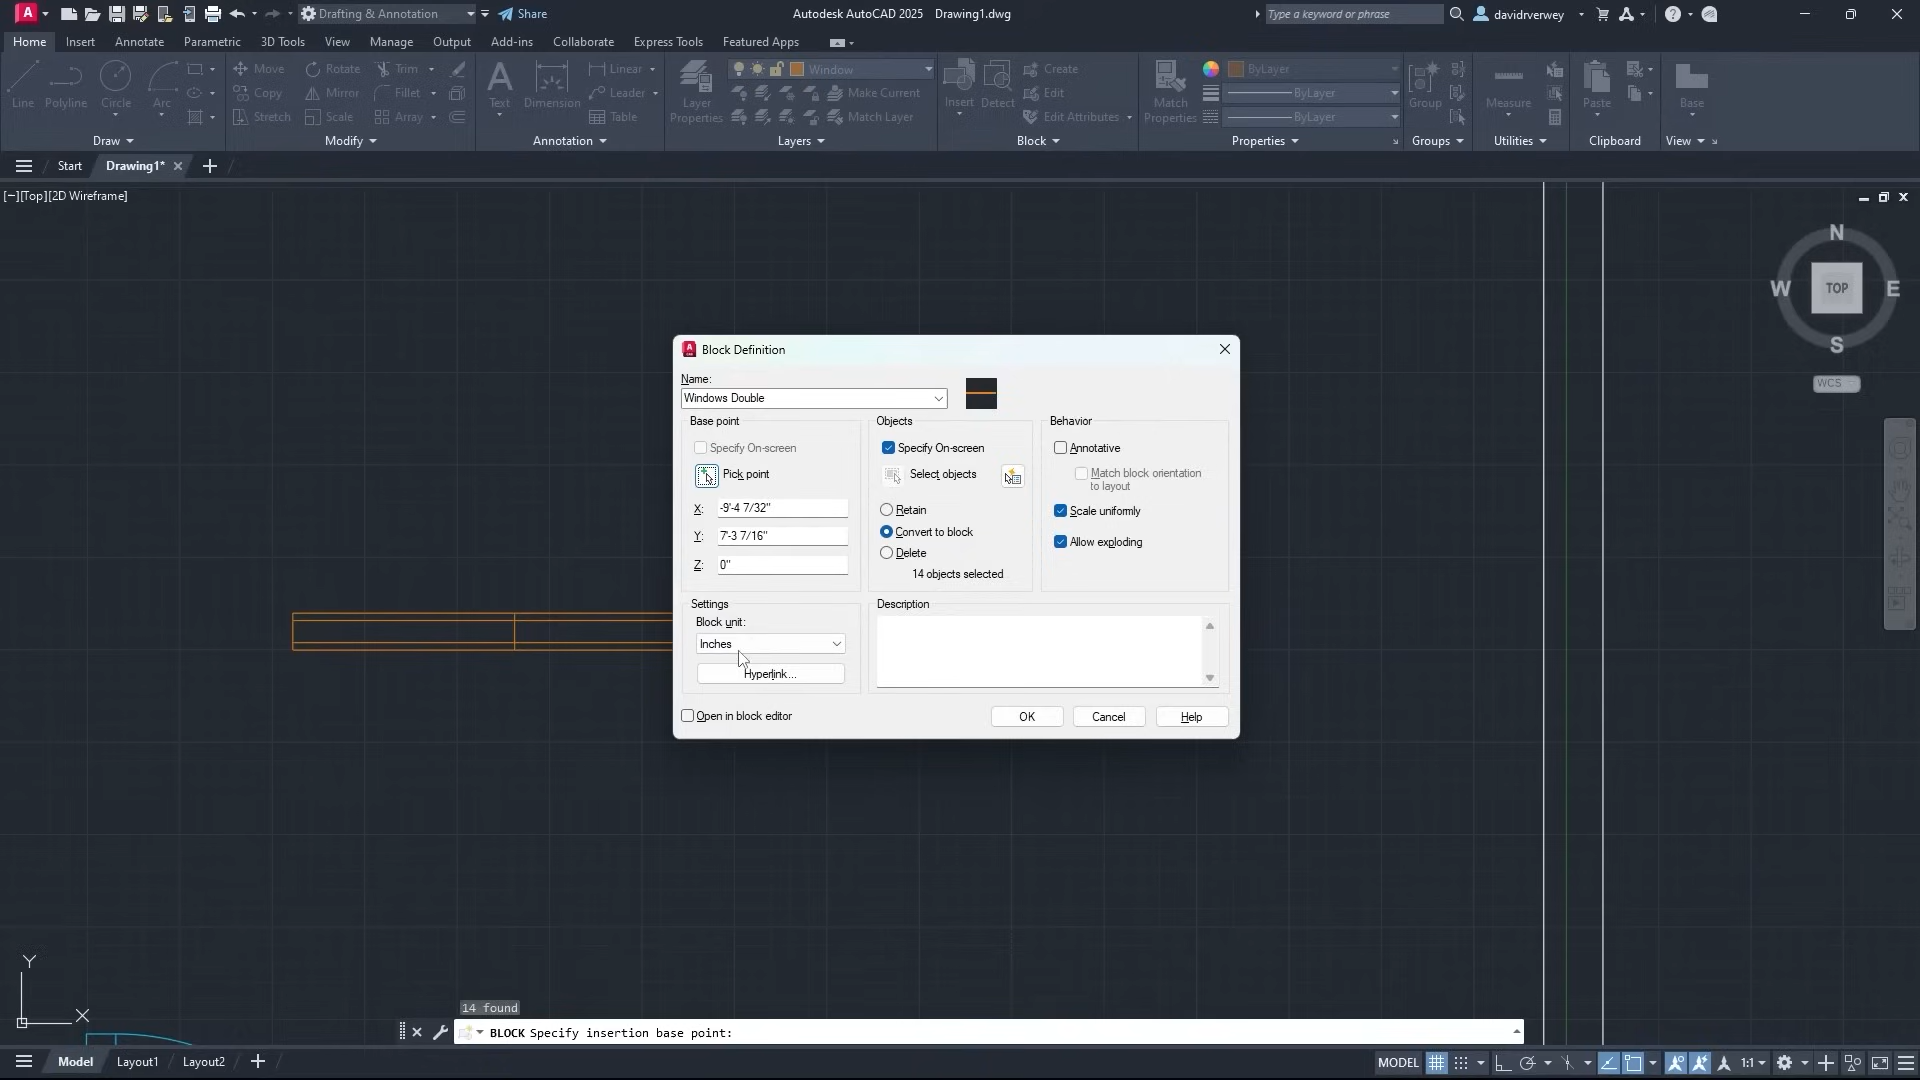 A Drafting & Annotation Share Autodesk AutoCAD 2025 Drawing1.dwg Type a keyword or phrase davidrverwey
Home Insert Annotate Parametric 3D Tools View Manage Output Add-ins Collaborate Express Tools Featured Apps
Line Polyline Circle Arc
Move Rotate Trim
Copy Mirror Fillet
Stretch Scale Array
Text Dimension
Linear
Leader
Table
Layer Properties
Window
Make Current
Match Layer
Insert Detect
Create
Edit
Edit Attributes
Match Properties
ByLayer
ByLayer
ByLayer
Group
Measure
Paste
Base
Draw Modify Annotation Layers Block Properties Groups Utilities Clipboard View
Start Drawing1*
[−][Top][2D Wireframe]
N
W TOP E
S
WCS
A Block Definition
Name:
Windows Double
Base point
Specify On-screen
Pick point
X: -9'-4 7/32"
Y: 7'-3 7/16"
Z: 0"
Objects
Specify On-screen
Select objects
Retain
Convert to block
Delete
14 objects selected
Behavior
Annotative
Match block orientation
to layout
Scale uniformly
Allow exploding
Settings
Block unit:
Inches
Hyperlink...
Description
Open in block editor
OK Cancel Help
Y
X
14 found
BLOCK Specify insertion base point:
Model Layout1 Layout2
MODEL 1:1